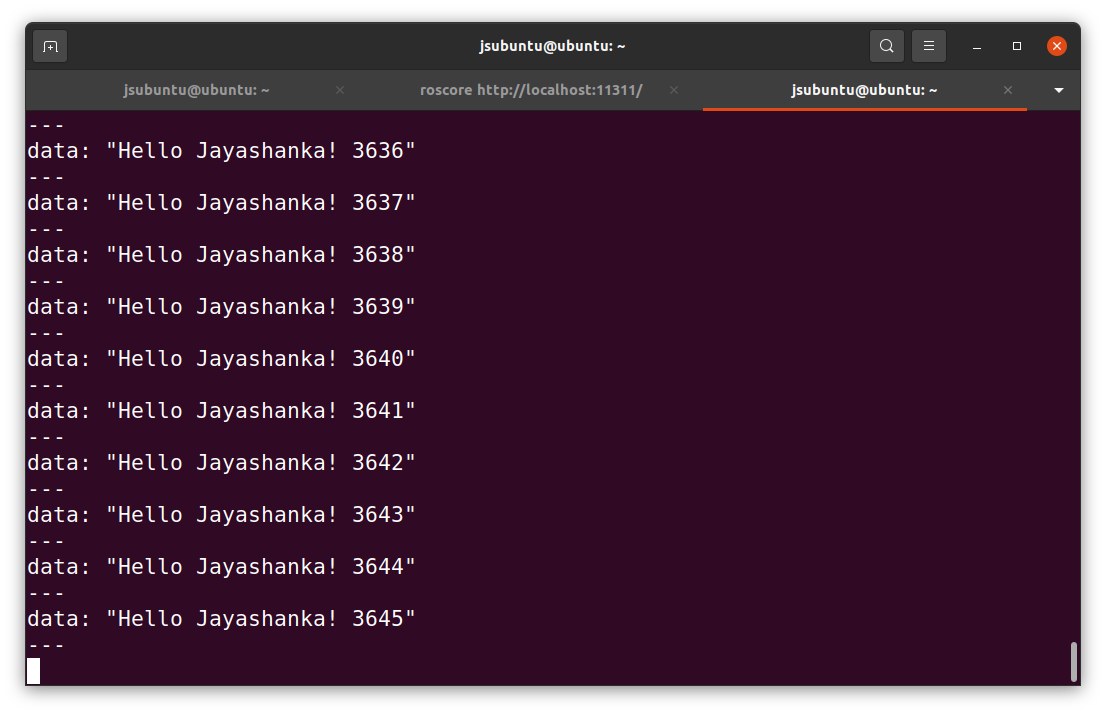 jsubuntu@ubuntu: ~
jsubuntu@ubuntu: ~
roscore http://localhost:11311/
jsubuntu@ubuntu: ~
---
data: "Hello Jayashanka! 3636"
---
data: "Hello Jayashanka! 3637"
---
data: "Hello Jayashanka! 3638"
---
data: "Hello Jayashanka! 3639"
---
data: "Hello Jayashanka! 3640"
---
data: "Hello Jayashanka! 3641"
---
data: "Hello Jayashanka! 3642"
---
data: "Hello Jayashanka! 3643"
---
data: "Hello Jayashanka! 3644"
---
data: "Hello Jayashanka! 3645"
---